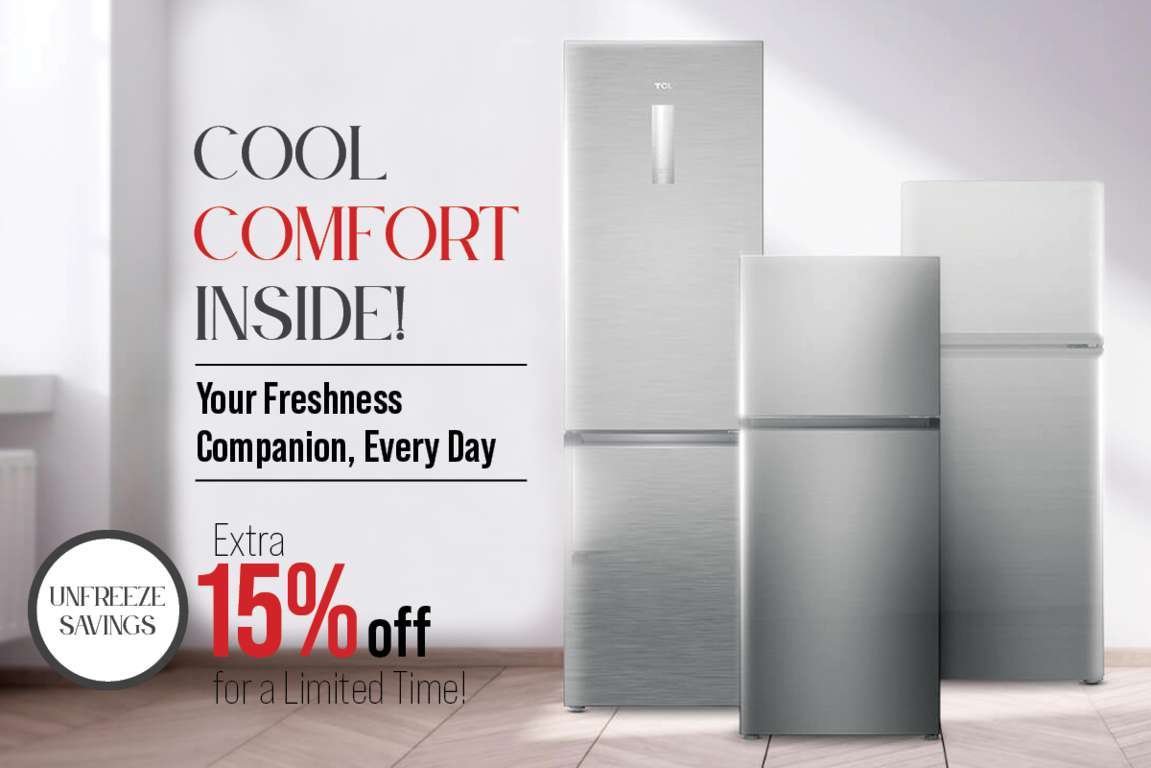 COOL
COMFORT
INSIDE!
Your Freshness
Companion, Every Day
Extra
15% off
for a Limited Time!
UNFREEZE
SAVINGS
TCL